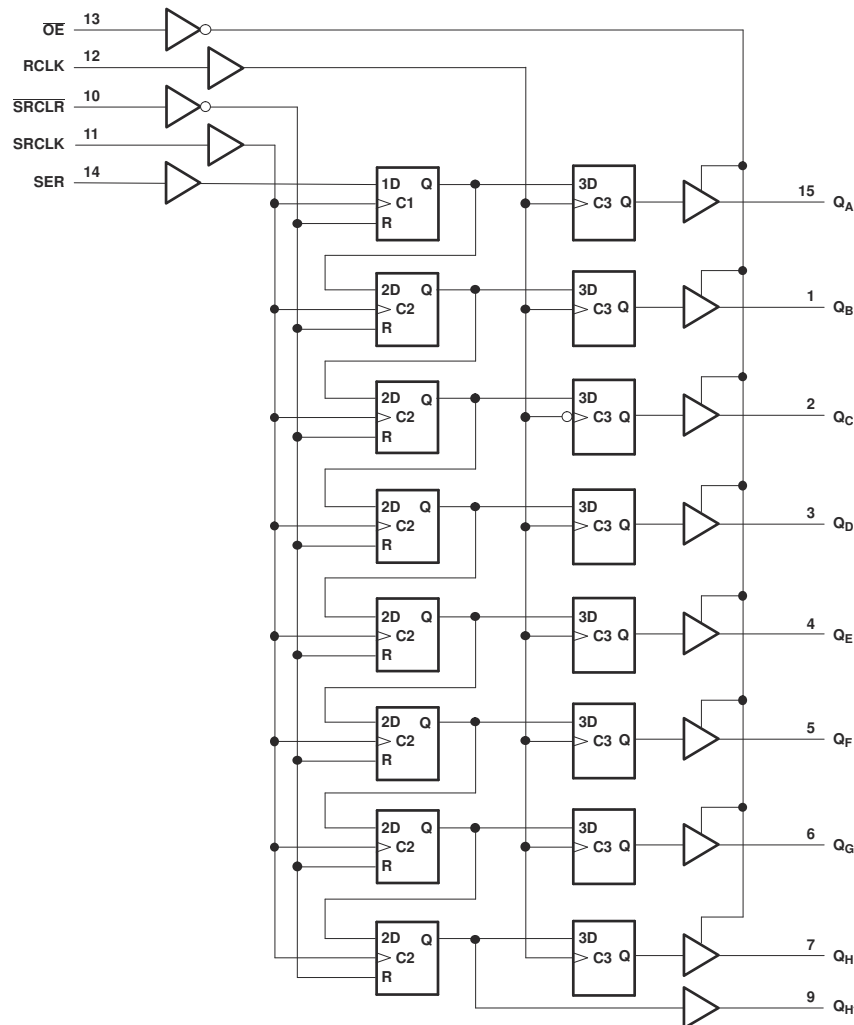 OE 13
RCLK 12
SRCLR 10
SRCLK 11
SER 14
1D Q
C1
R
3D
C3 Q
15 QA
2D Q
C2
R
3D
C3 Q
1 QB
2D Q
C2
R
3D
C3 Q
2 QC
2D Q
C2
R
3D
C3 Q
3 QD
2D Q
C2
R
3D
C3 Q
4 QE
2D Q
C2
R
3D
C3 Q
5 QF
2D Q
C2
R
3D
C3 Q
6 QG
2D Q
C2
R
3D
C3 Q
7 QH
9 QH